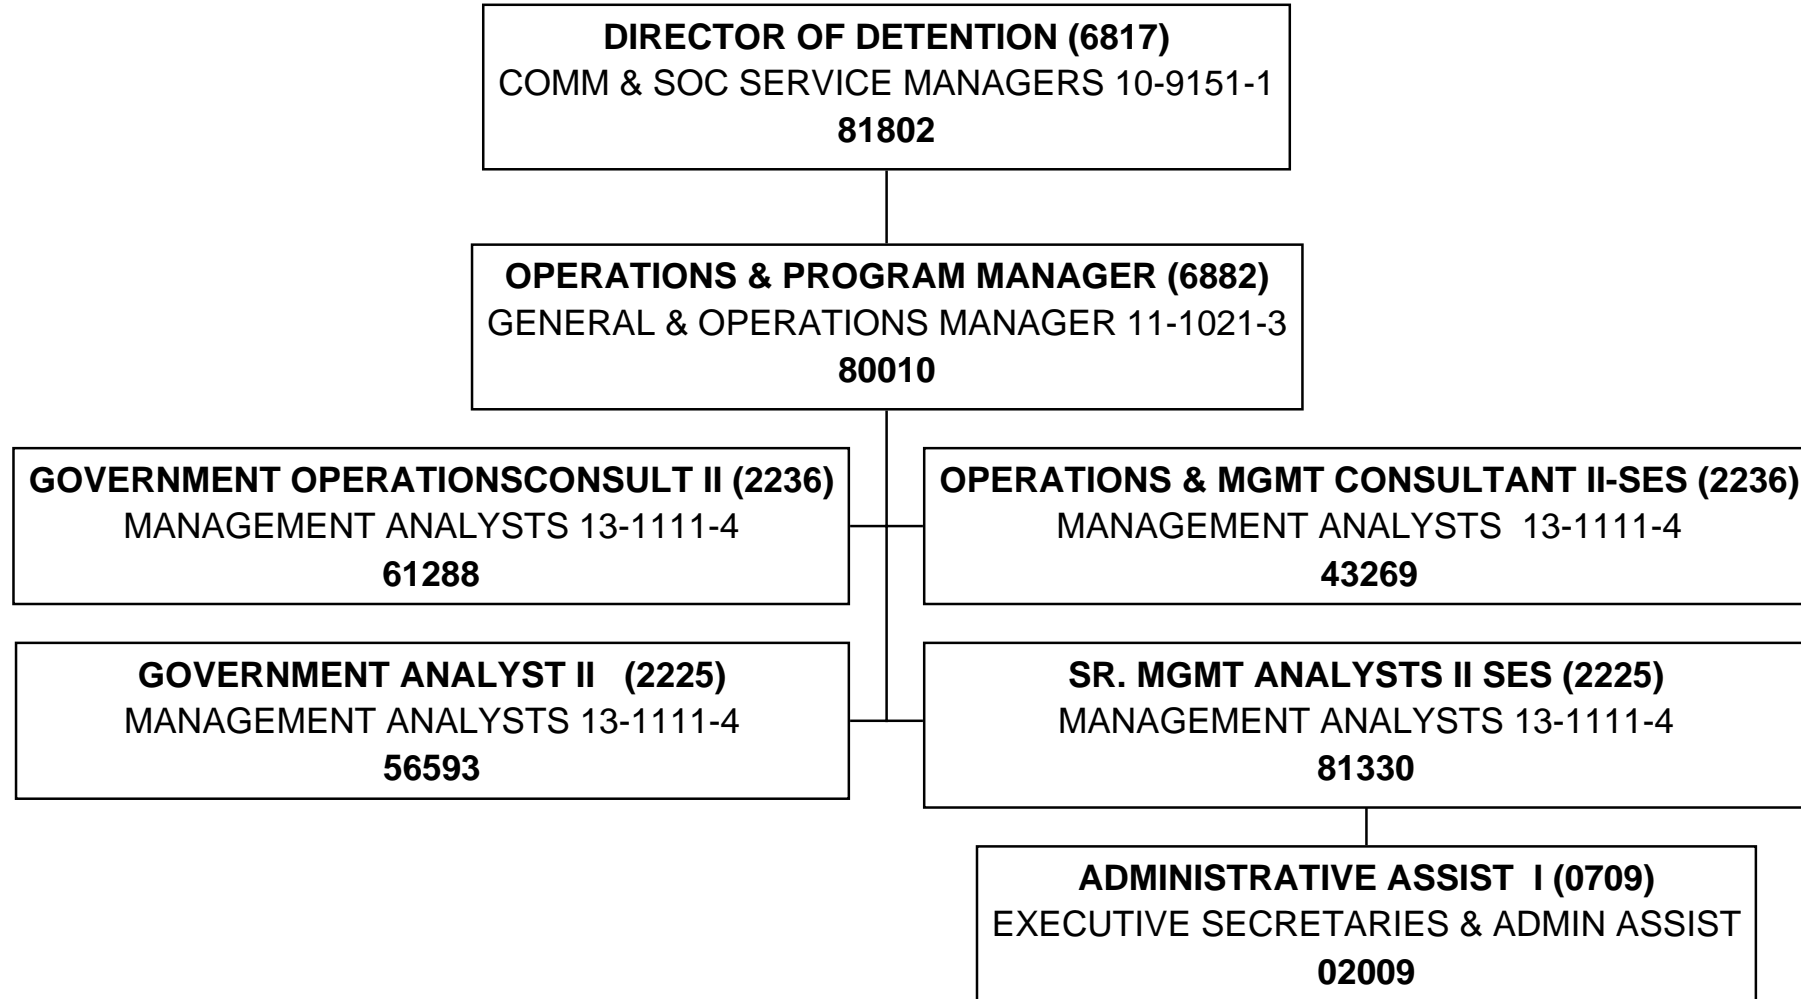 DIRECTOR OF DETENTION (6817)
COMM & SOC SERVICE MANAGERS 10-9151-1
81802
OPERATIONS & PROGRAM MANAGER (6882)
GENERAL & OPERATIONS MANAGER 11-1021-3
80010
GOVERNMENT OPERATIONSCONSULT II (2236)
MANAGEMENT ANALYSTS 13-1111-4
61288
OPERATIONS & MGMT CONSULTANT II-SES (2236)
MANAGEMENT ANALYSTS  13-1111-4
43269
GOVERNMENT ANALYST II   (2225)
MANAGEMENT ANALYSTS 13-1111-4
56593
SR. MGMT ANALYSTS II SES (2225)
MANAGEMENT ANALYSTS 13-1111-4
81330
ADMINISTRATIVE ASSIST  I (0709)
EXECUTIVE SECRETARIES & ADMIN ASSIST
02009